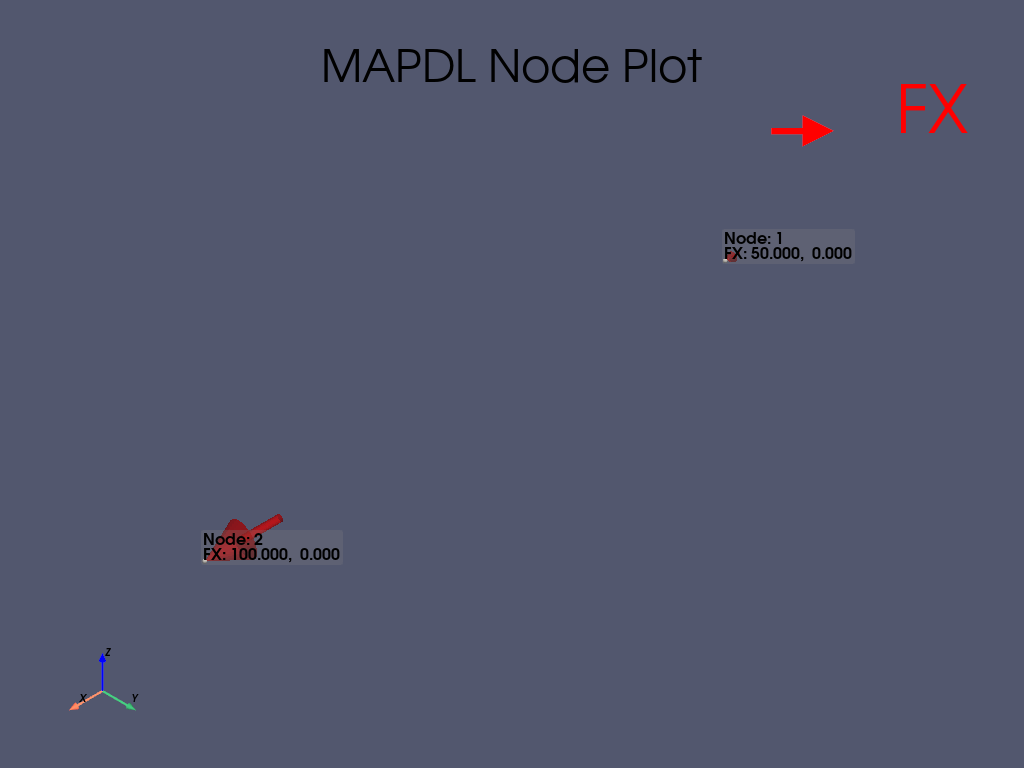 MAPDL Node Plot
FX
Node: 1
FX: 50.000, 0.000
Node: 2
FX: 100.000, 0.000
Z
X
Y